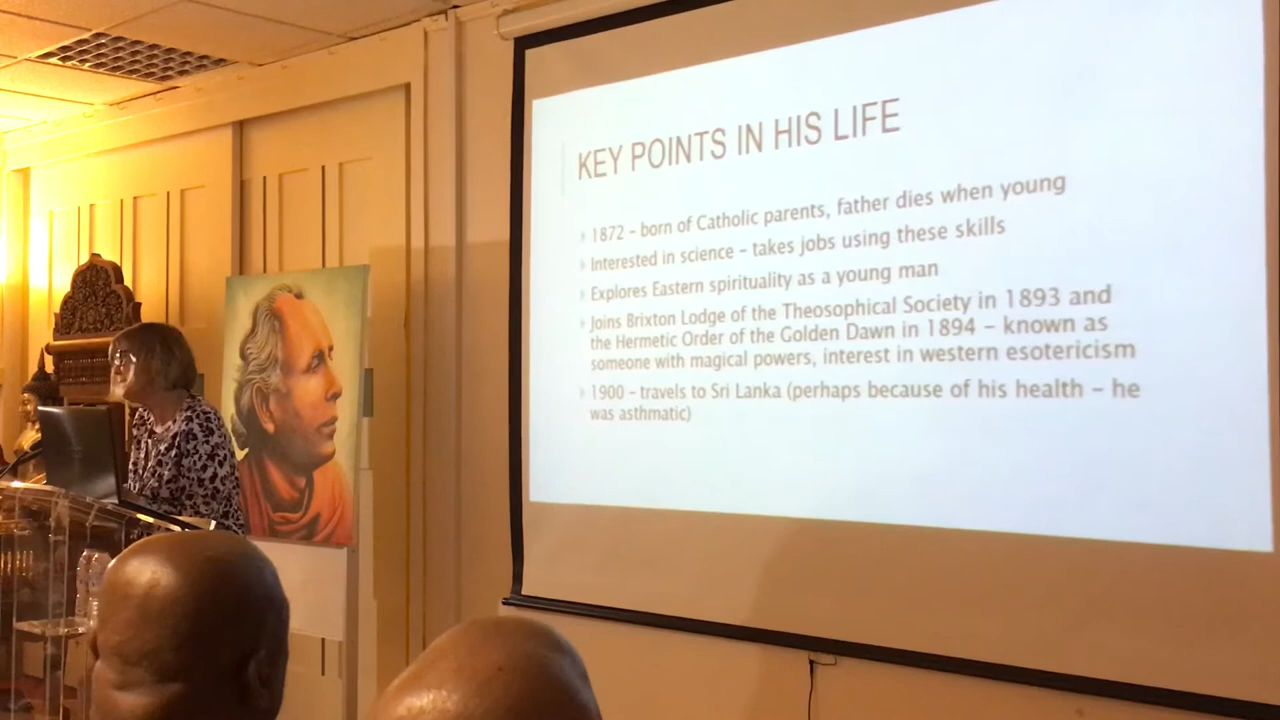 KEY POINTS IN HIS LIFE
1872 – born of Catholic parents, father dies when young
Interested in science – takes jobs using these skills
Explores Eastern spirituality as a young man
Joins Brixton Lodge of the Theosophical Society in 1893 and
the Hermetic Order of the Golden Dawn in 1894 – known as
someone with magical powers, interest in western esotericism
1900 – travels to Sri Lanka (perhaps because of his health – he
was asthmatic)